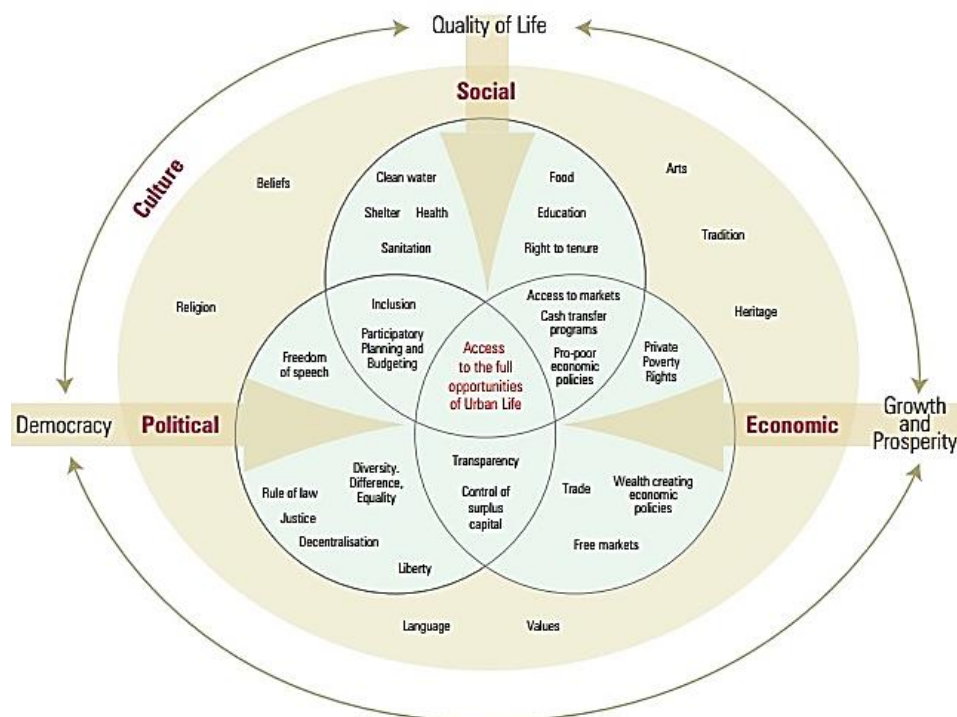 Quality of Life
Social
Culture
Beliefs
Arts
Clean water
Food
Shelter
Health
Education
Tradition
Sanitation
Right to tenure
Religion
Heritage
Inclusion
Participatory
Planning and
Budgeting
Access to markets
Cash transfer
programs
Pro-poor
economic
policies
Freedom
of speech
Access
to the full
opportunities
of Urban Life
Private
Poverty
Rights
Democracy
Political
Economic
Growth
and
Prosperity
Rule of law
Justice
Decentralisation
Diversity.
Difference,
Equality
Liberty
Transparency
Control of
surplus
capital
Trade
Wealth creating
economic
policies
Free markets
Language
Values